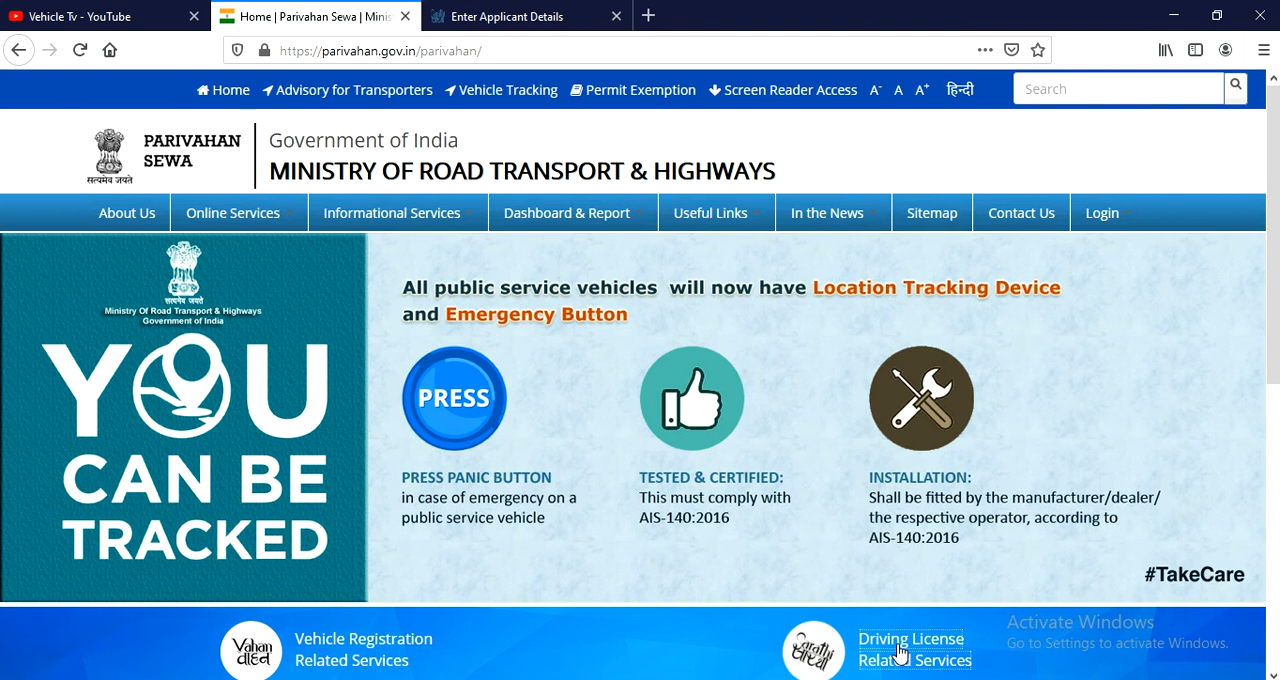 Vehicle Tv - YouTube
Home | Parivahan Sewa | Minis
Enter Applicant Details
https://parivahan.gov.in/parivahan/
Home
Advisory for Transporters
Vehicle Tracking
Permit Exemption
Screen Reader Access
A-
A
A+
हिन्दी
Search
सत्यमेव जयते
PARIVAHAN
SEWA
Government of India
MINISTRY OF ROAD TRANSPORT & HIGHWAYS
About Us
Online Services
Informational Services
Dashboard & Report
Useful Links
In the News
Sitemap
Contact Us
Login
सत्यमेव जयते
Ministry Of Road Transport & Highways
Government of India
YOU
CAN BE
TRACKED
All public service vehicles will now have Location Tracking Device
and Emergency Button
PRESS
PRESS PANIC BUTTON
in case of emergency on a
public service vehicle
TESTED & CERTIFIED:
This must comply with
AIS-140:2016
INSTALLATION:
Shall be fitted by the manufacturer/dealer/
the respective operator, according to
AIS-140:2016
#TakeCare
Vahan
वाहन
Vehicle Registration
Related Services
Sarathi
सारथी
Driving License
Related Services
Activate Windows
Go to Settings to activate Windows.